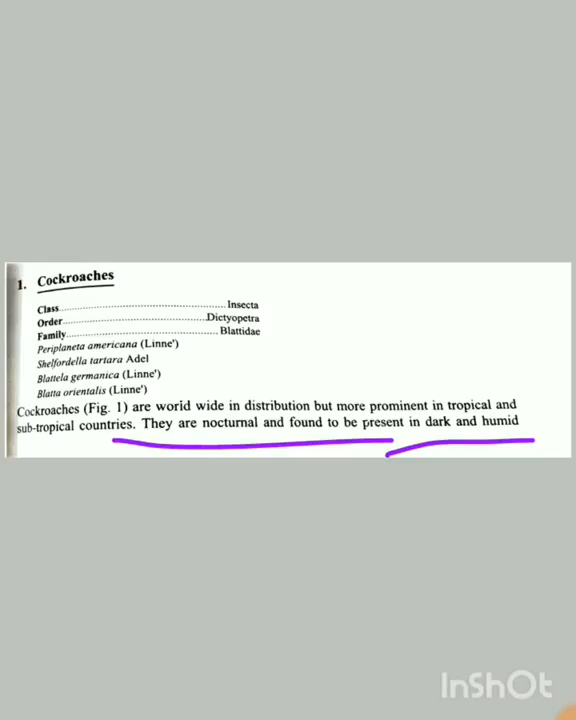 1. Cockroaches
Class.......................................................... Insecta
Order..................................................Dictyopetra
Family..................................................... Blattidae
Periplaneta americana (Linne')
Shelfordella tartara Adel
Blattela germanica (Linne')
Blatta orientalis (Linne')
Cockroaches (Fig. 1) are world wide in distribution but more prominent in tropical and
sub-tropical countries. They are nocturnal and found to be present in dark and humid
InShOt